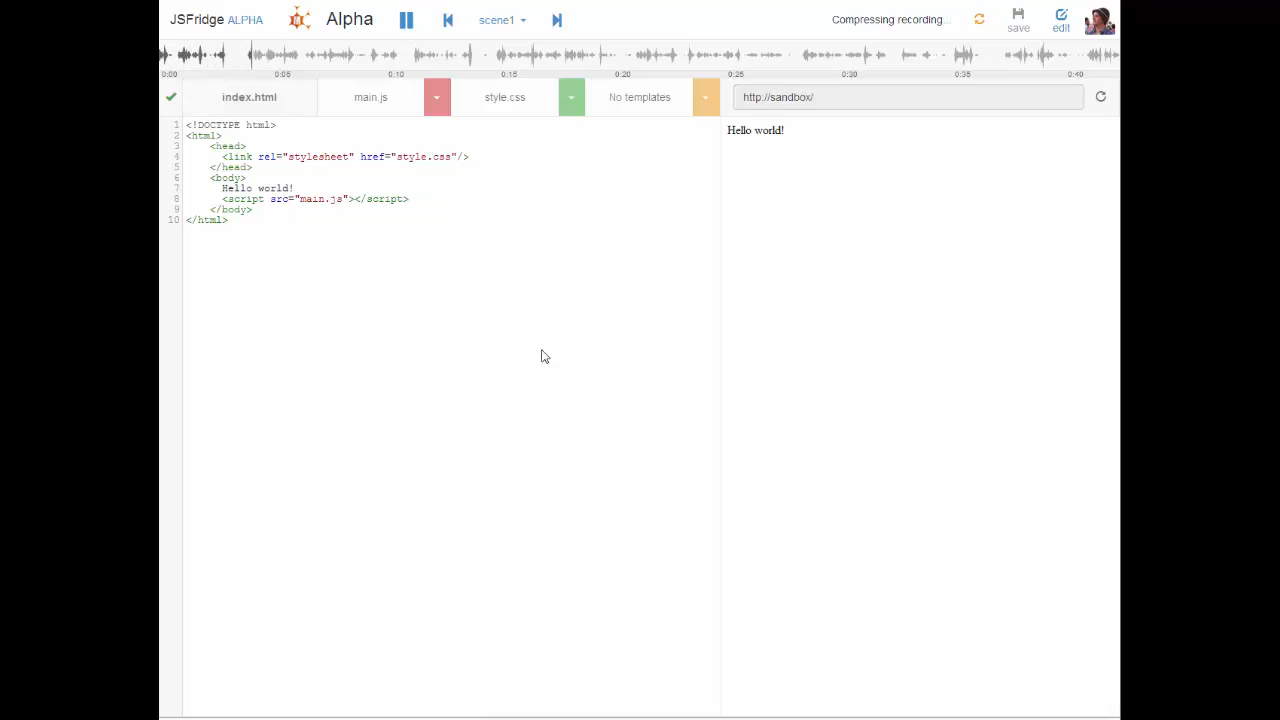 JSFridge ALPHA
Alpha
scene1
Compressing recording...
save
edit
0:00 0:05 0:10 0:15 0:20 0:25 0:30 0:35 0:40
index.html
main.js
style.css
No templates
http://sandbox/
1 <!DOCTYPE html>
2 <html>
3 <head>
4 <link rel="stylesheet" href="style.css"/>
5 </head>
6 <body>
7 Hello world!
8 <script src="main.js"></script>
9 </body>
10 </html>
Hello world!